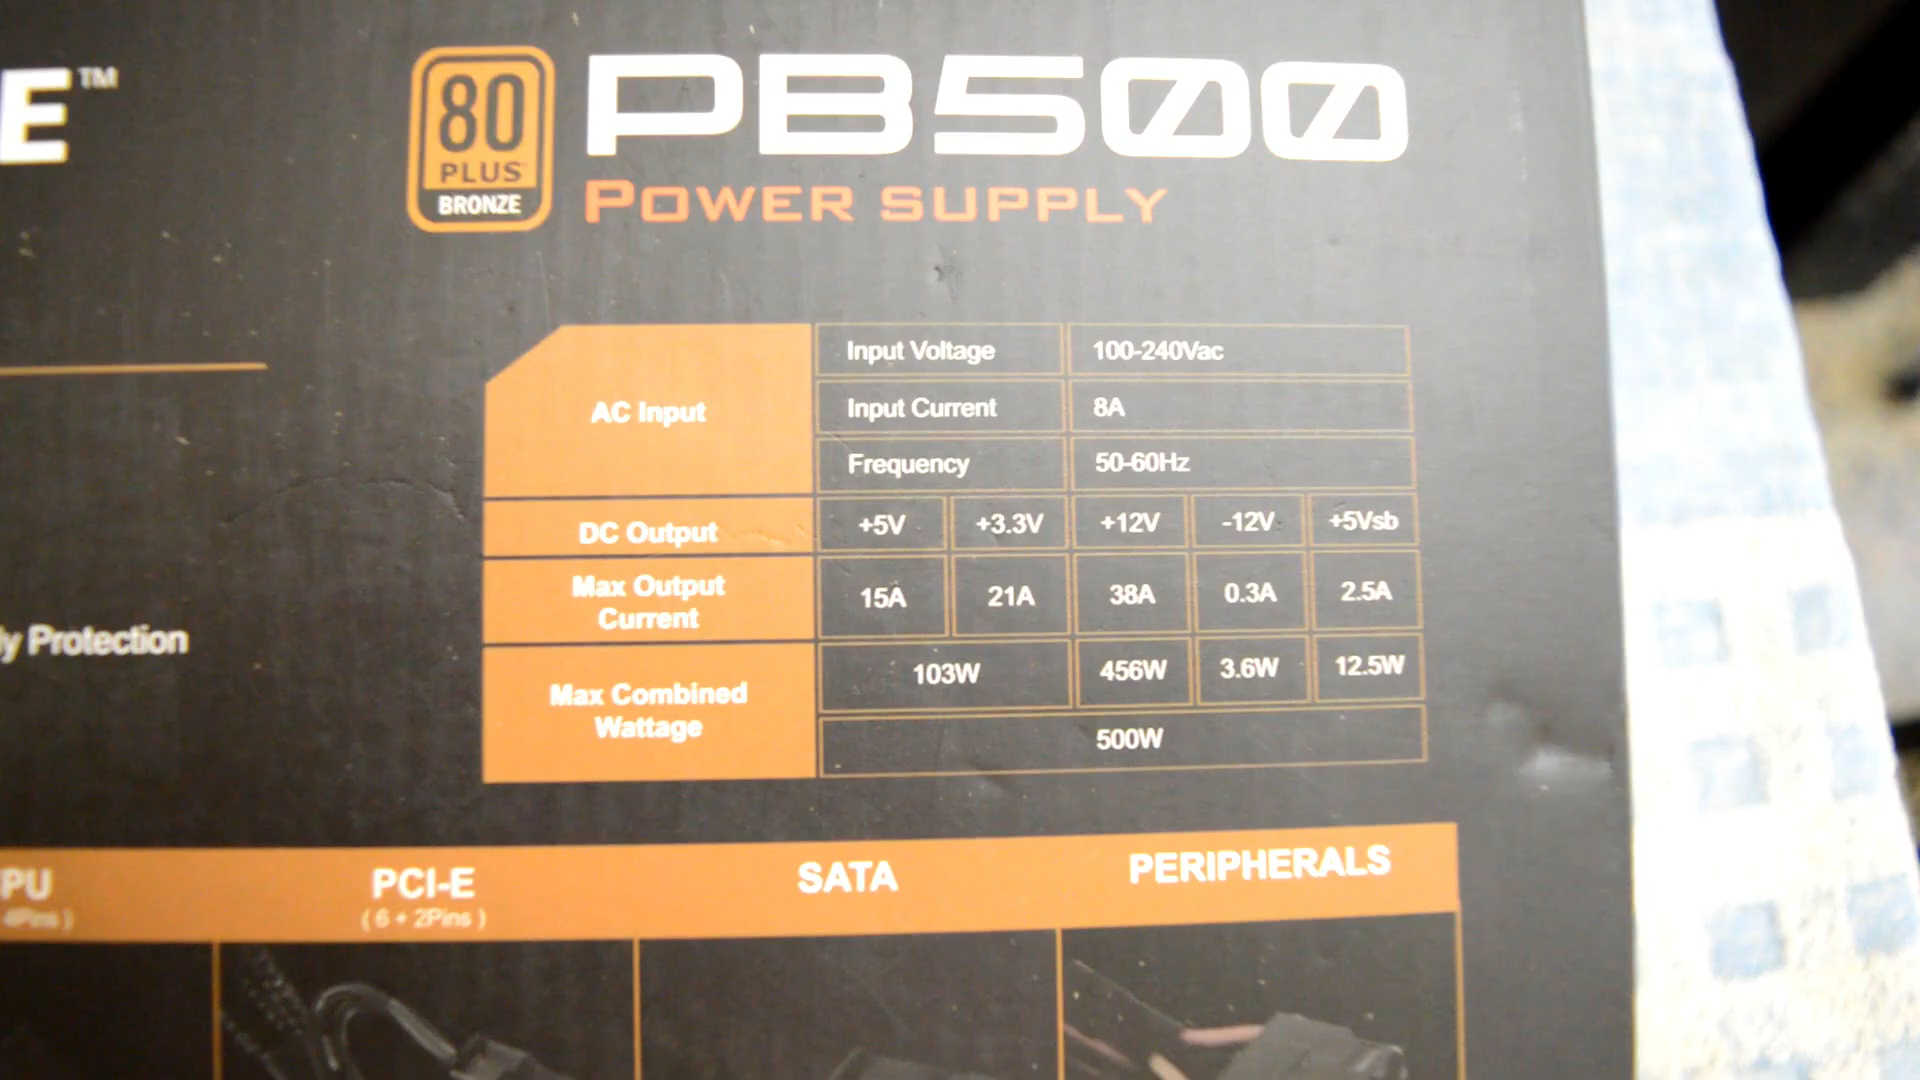 E™
80
PLUS
BRONZE
PB500
POWER SUPPLY
AC Input
Input Voltage 100-240Vac
Input Current 8A
Frequency 50-60Hz
DC Output +5V +3.3V +12V -12V +5Vsb
Max Output
Current
15A 21A 38A 0.3A 2.5A
Max Combined
Wattage
103W 456W 3.6W 12.5W
500W
y Protection
PU PCI-E SATA PERIPHERALS
4Pins ) ( 6 + 2Pins )